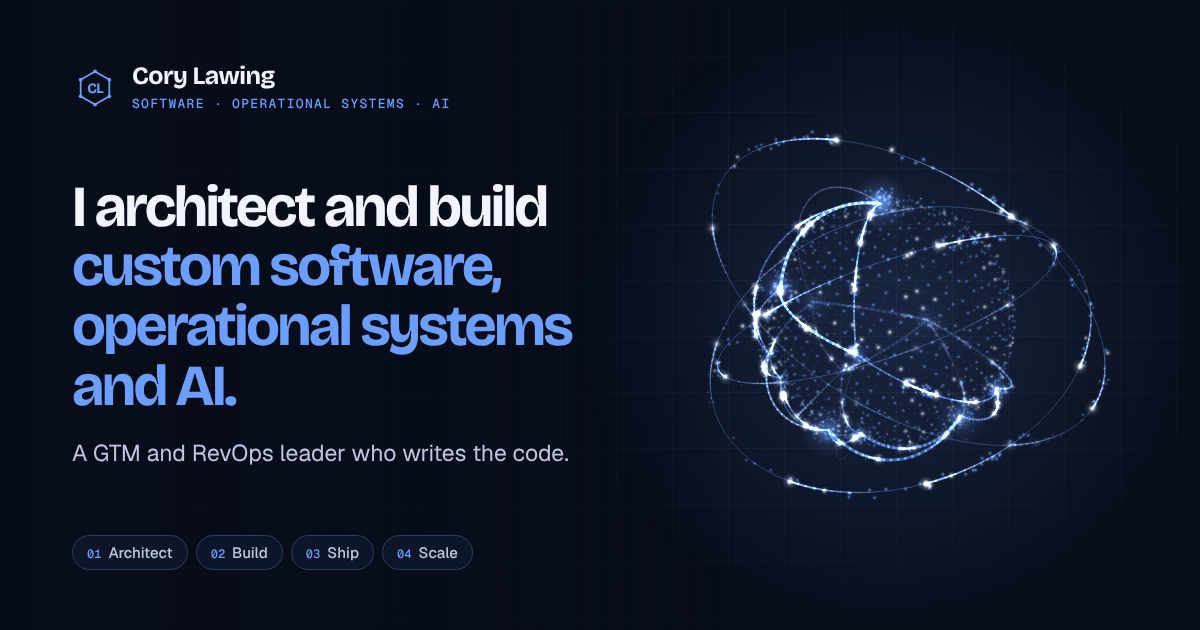 CL
Cory Lawing
SOFTWARE · OPERATIONAL SYSTEMS · AI
I architect and build
custom software,
operational systems
and AI.
A GTM and RevOps leader who writes the code.
01 Architect
02 Build
03 Ship
04 Scale